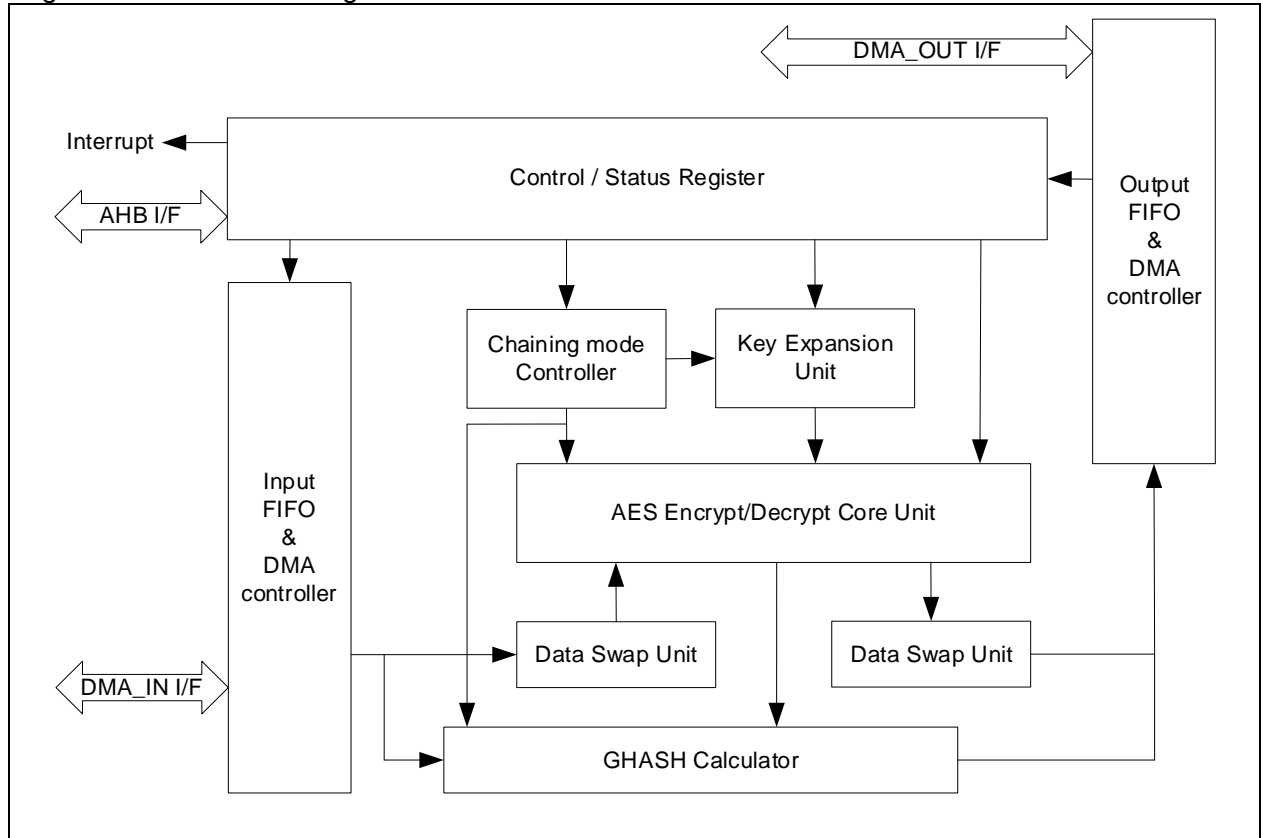 DMA_OUT I/F
Interrupt
Control / Status Register
AHB I/F
Output
FIFO
&
DMA
controller
Chaining mode
Controller
Key Expansion
Unit
Input
FIFO
&
DMA
controller
AES Encrypt/Decrypt Core Unit
Data Swap Unit
Data Swap Unit
DMA_IN I/F
GHASH Calculator